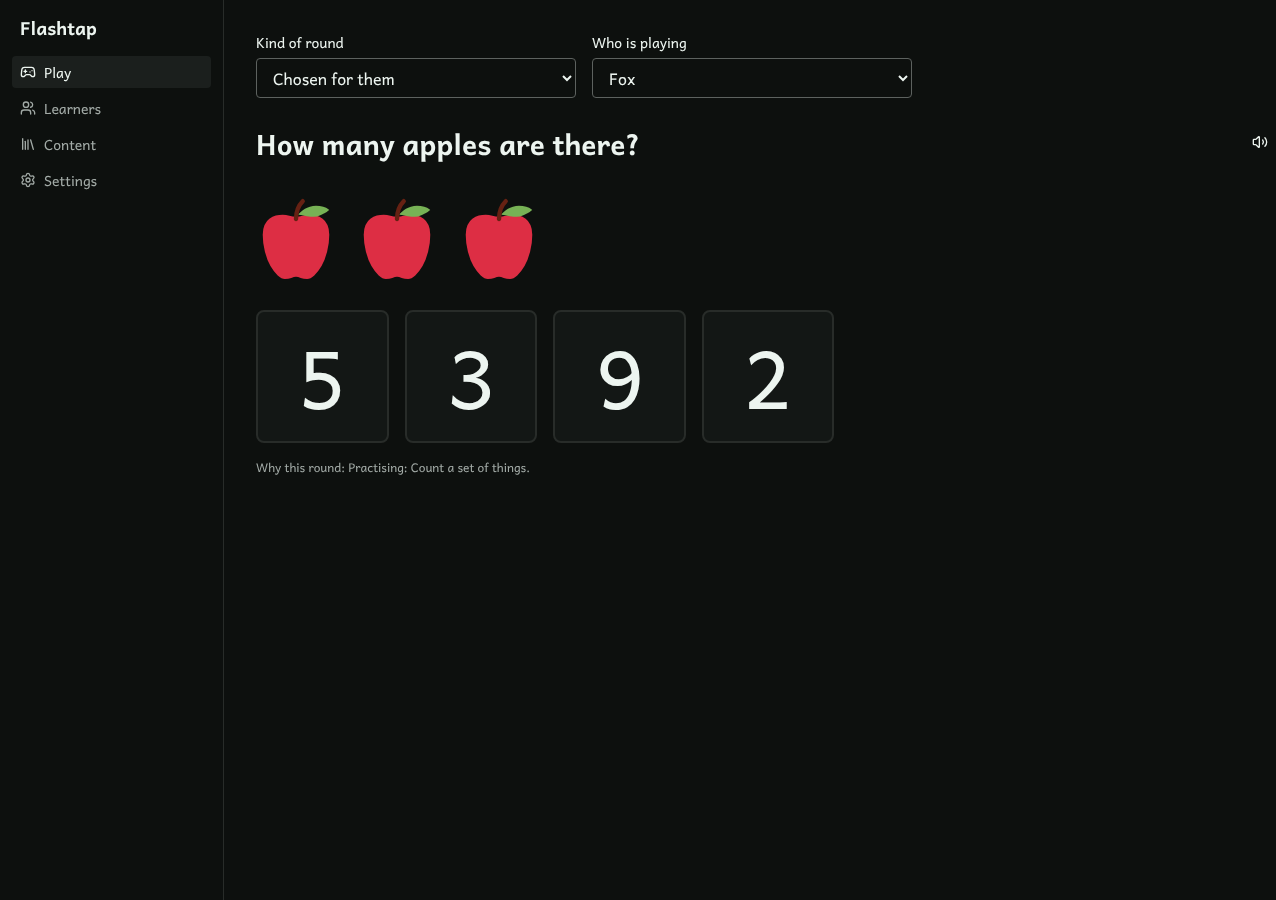 Flashtap
Play
Learners
Content
Settings
Kind of round
Who is playing
Chosen for them
Fox
How many apples are there?
5 3 9 2
Why this round: Practising: Count a set of things.